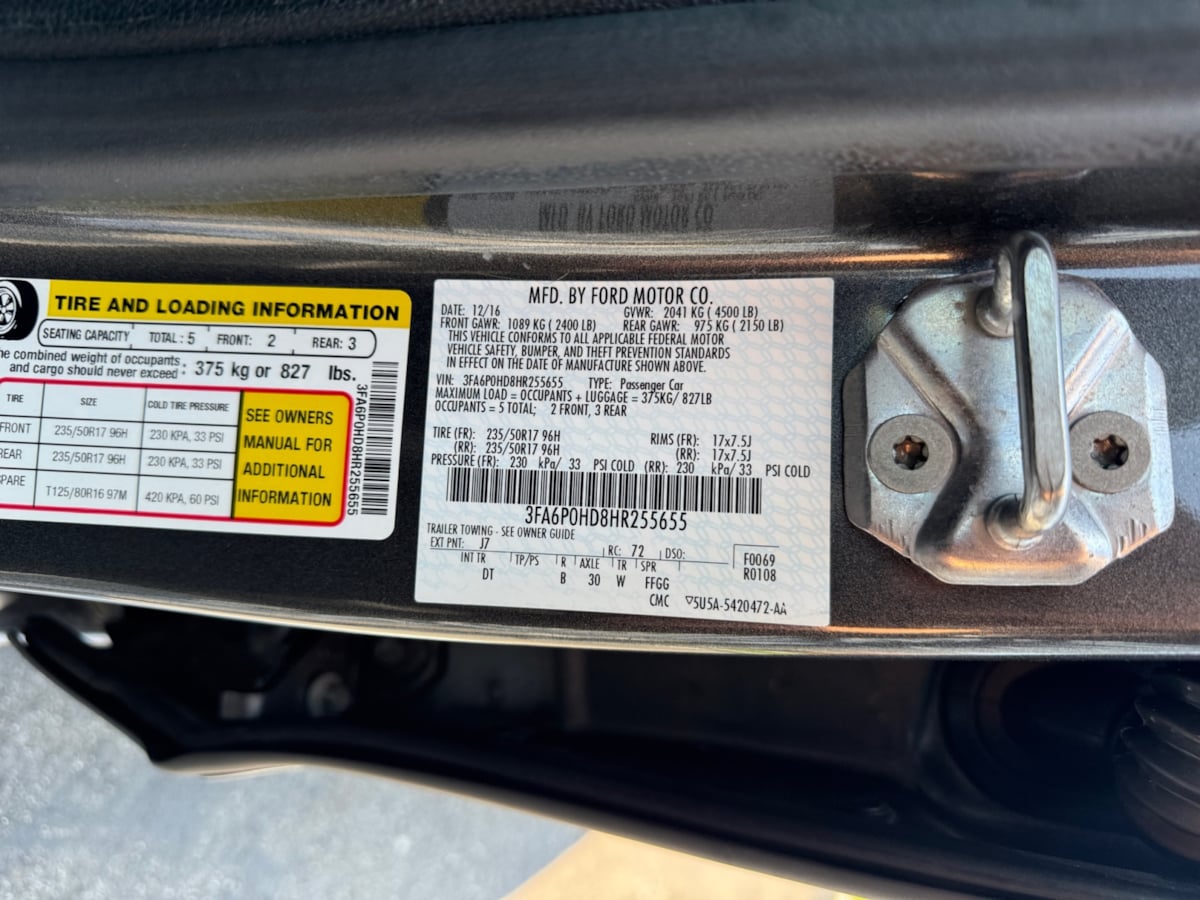 TIRE AND LOADING INFORMATION
SEATING CAPACITY TOTAL : 5 FRONT: 2 REAR: 3
he combined weight of occupants
and cargo should never exceed : 375 kg or 827 lbs.
TIRE SIZE COLD TIRE PRESSURE
FRONT 235/50R17 96H 230 KPA, 33 PSI
REAR 235/50R17 96H 230 KPA, 33 PSI
SPARE T125/80R16 97M 420 KPA, 60 PSI
SEE OWNERS
MANUAL FOR
ADDITIONAL
INFORMATION
3FA6P0HD8HR255655
MFD. BY FORD MOTOR CO.
DATE: 12/16 GVWR: 2041 KG ( 4500 LB)
FRONT GAWR: 1089 KG ( 2400 LB) REAR GAWR: 975 KG ( 2150 LB)
THIS VEHICLE CONFORMS TO ALL APPLICABLE FEDERAL MOTOR
VEHICLE SAFETY, BUMPER, AND THEFT PREVENTION STANDARDS
IN EFFECT ON THE DATE OF MANUFACTURE SHOWN ABOVE.
VIN: 3FA6P0HD8HR255655 TYPE: Passenger Car
MAXIMUM LOAD = OCCUPANTS + LUGGAGE = 375KG/ 827LB
OCCUPANTS = 5 TOTAL; 2 FRONT, 3 REAR
TIRE (FR): 235/50R17 96H RIMS (FR): 17x7.5J
(RR): 235/50R17 96H (RR): 17x7.5J
PRESSURE (FR): 230 kPa/ 33 PSI COLD (RR): 230 kPa/ 33 PSI COLD
3FA6P0HD8HR255655
TRAILER TOWING - SEE OWNER GUIDE
EXT PNT: J7 RC: 72 DSO: F0069
INT TR TP/PS R AXLE TR SPR R0108
DT B 30 W FFGG
CMC ▽5U5A-5420472-AA